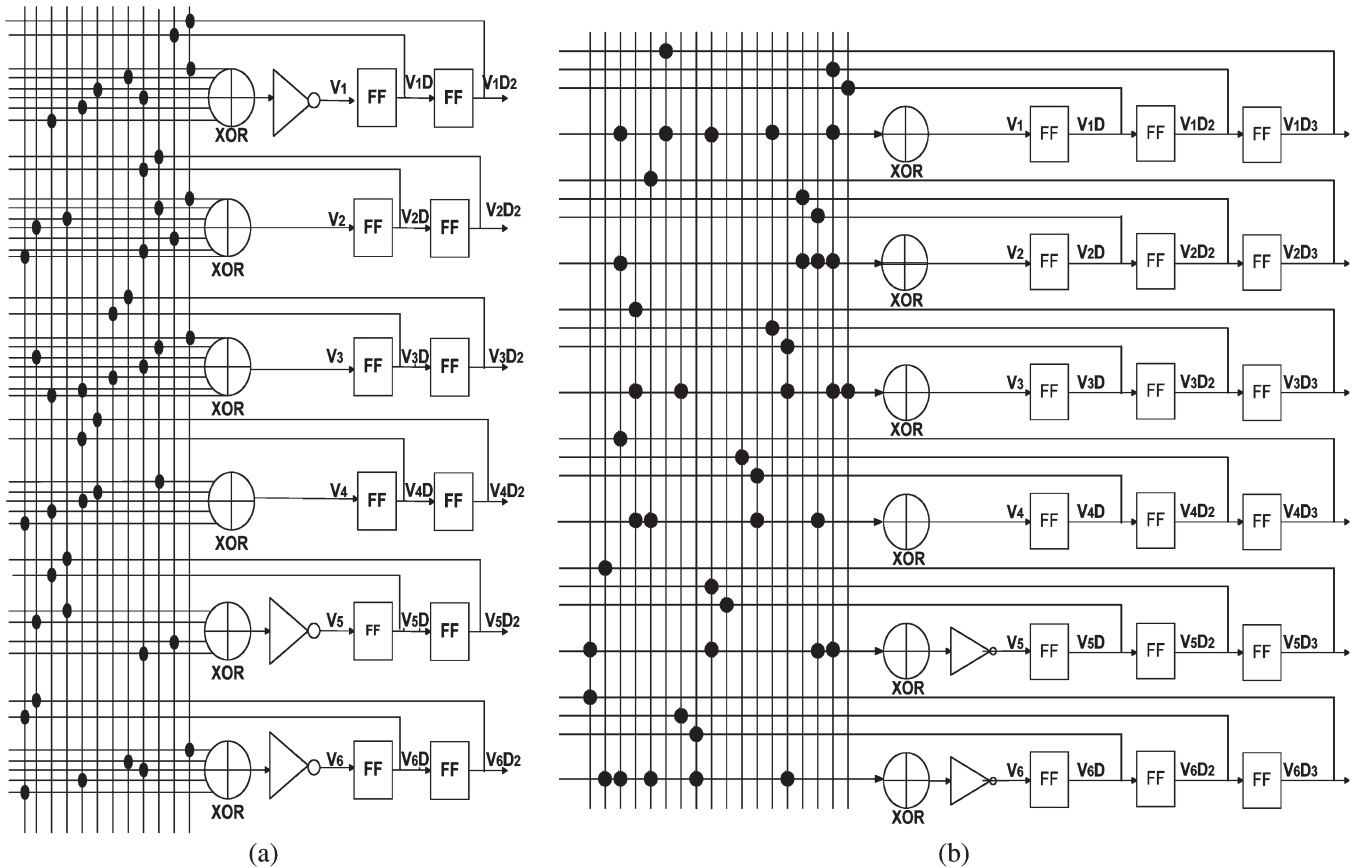 V1 FF V1D FF V1D2
XOR
V2 FF V2D FF V2D2
XOR
V3 FF V3D FF V3D2
XOR
V4 FF V4D FF V4D2
XOR
V5 FF V5D FF V5D2
XOR
V6 FF V6D FF V6D2
XOR
(a)
V1 FF V1D FF V1D2 FF V1D3
XOR
V2 FF V2D FF V2D2 FF V2D3
XOR
V3 FF V3D FF V3D2 FF V3D3
XOR
V4 FF V4D FF V4D2 FF V4D3
XOR
V5 FF V5D FF V5D2 FF V5D3
XOR
V6 FF V6D FF V6D2 FF V6D3
XOR
(b)